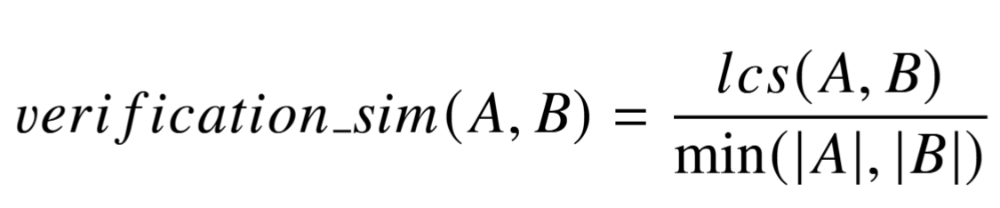 verification_sim(A, B) = lcs(A, B) / min(|A|, |B|)